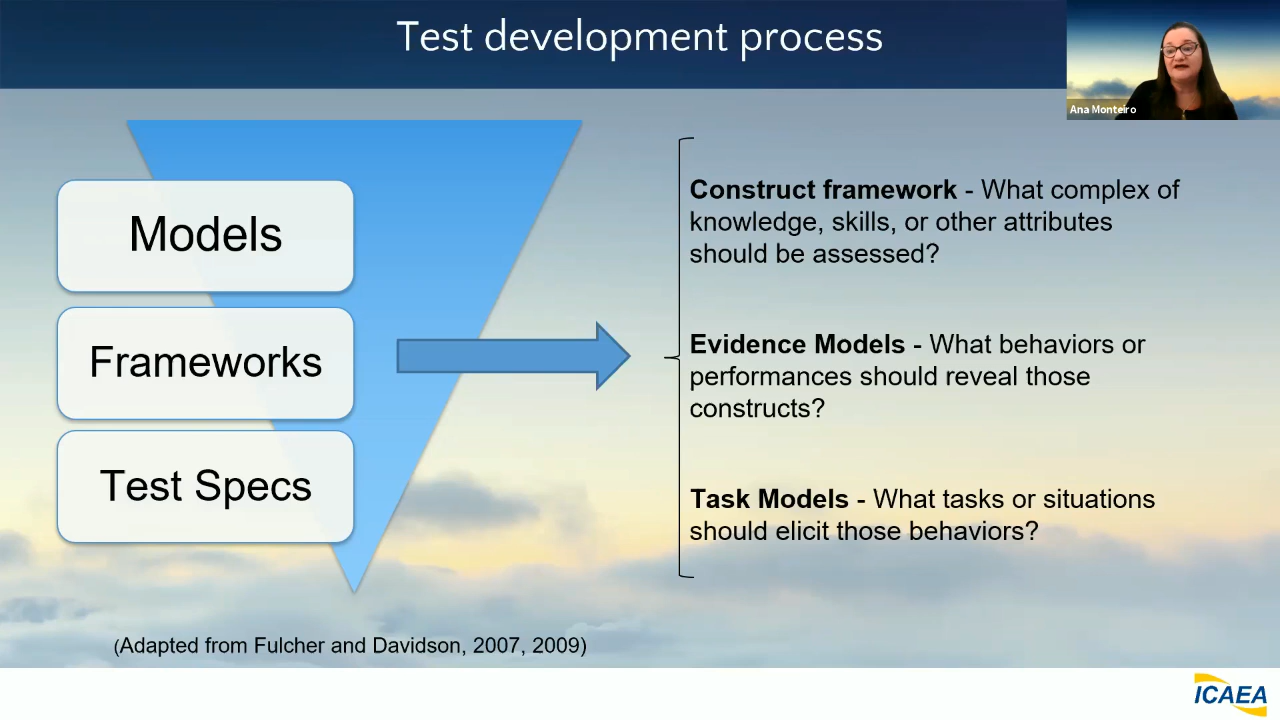 Test development process
Ana Monteiro
Models
Frameworks
Test Specs
Construct framework - What complex of
knowledge, skills, or other attributes
should be assessed?
Evidence Models - What behaviors or
performances should reveal those
constructs?
Task Models - What tasks or situations
should elicit those behaviors?
(Adapted from Fulcher and Davidson, 2007, 2009)
ICAEA